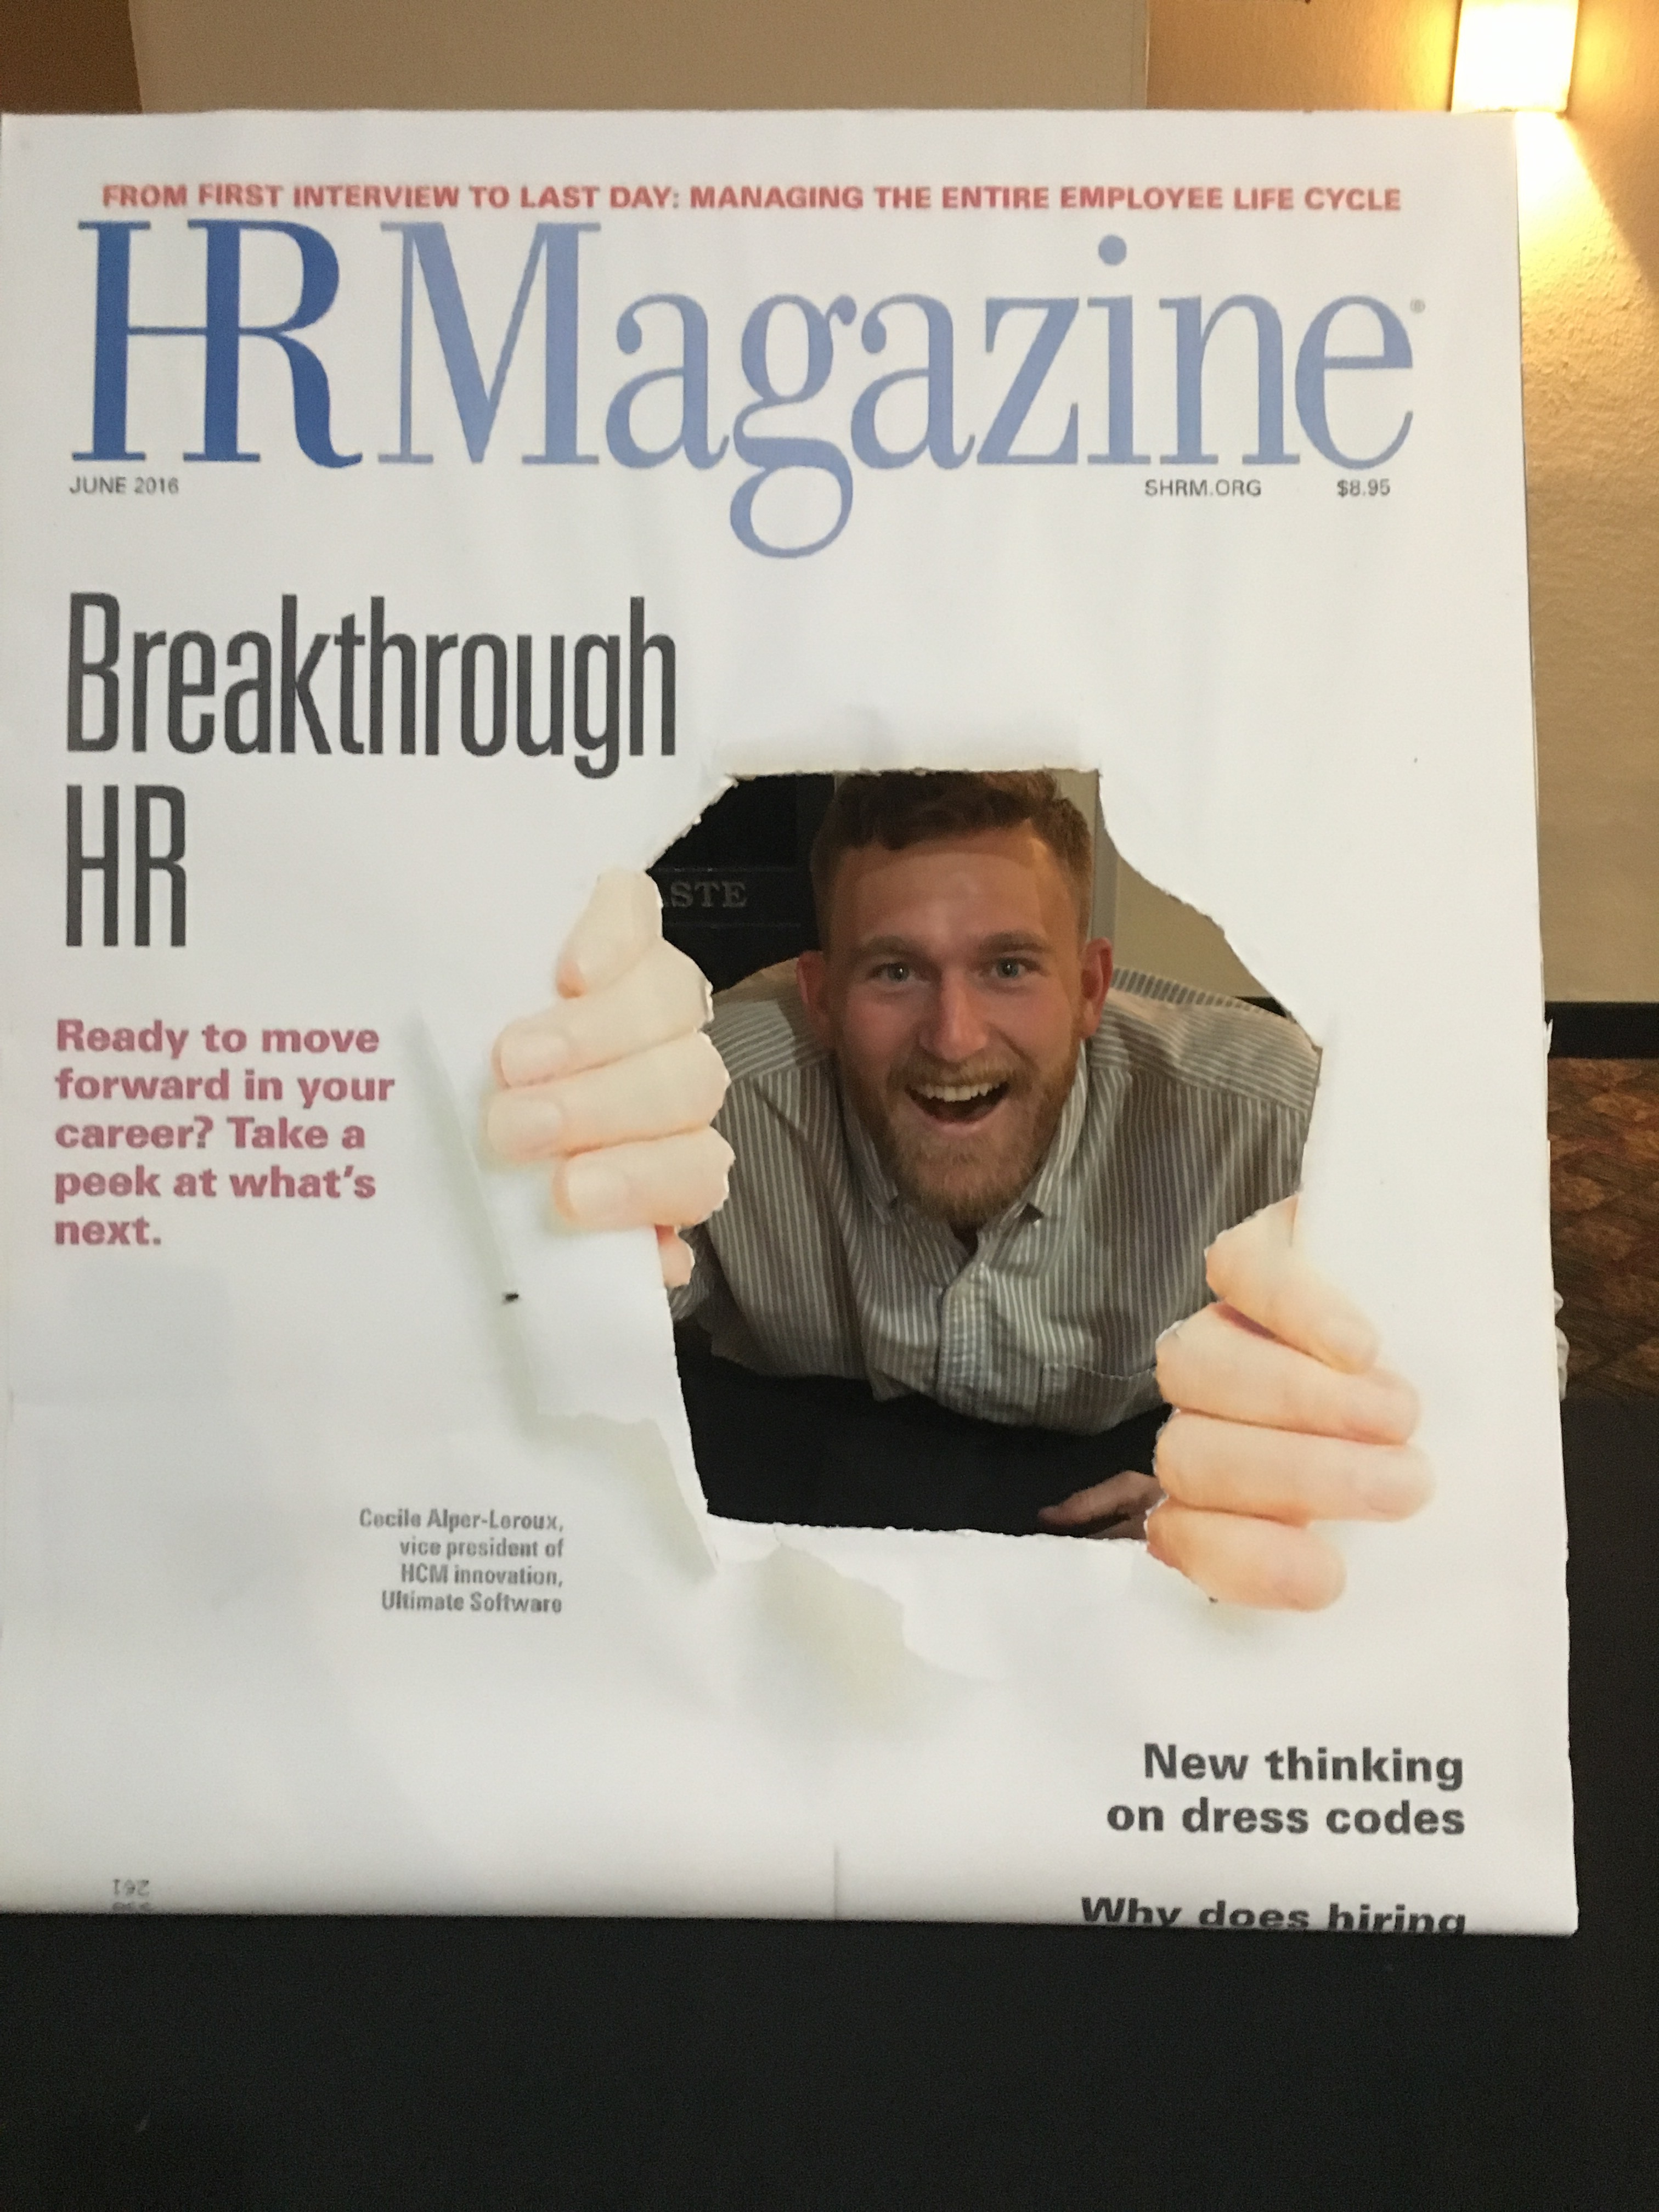 FROM FIRST INTERVIEW TO LAST DAY: MANAGING THE ENTIRE EMPLOYEE LIFE CYCLE
HR Magazine®
JUNE 2016 SHRM.ORG $8.95
Breakthrough
HR
Ready to move
forward in your
career? Take a
peek at what's
next.
Cecile Alper-Leroux,
vice president of
HCM innovation,
Ultimate Software
New thinking
on dress codes
Why does hiring
261